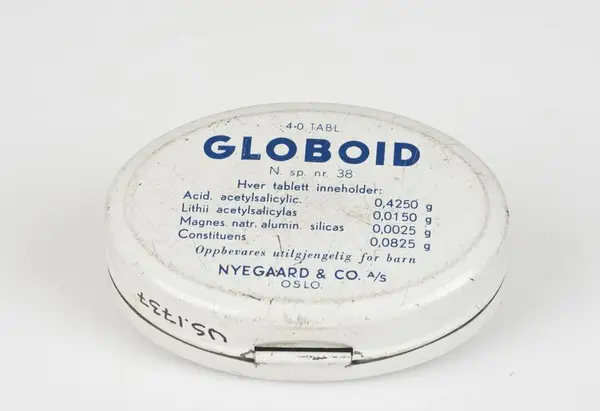 40 TABL.
GLOBOID
N. sp. nr. 38
Hver tablett inneholder:
Acid. acetylsalicylic. 0,4250 g
Lithii acetylsalicylas 0,0150 g
Magnes. natr. alumin. silicas 0,0025 g
Constituens 0,0825 g
Oppbevares utilgjengelig for barn
NYEGAARD & CO. A/S
OSLO.
US.1737